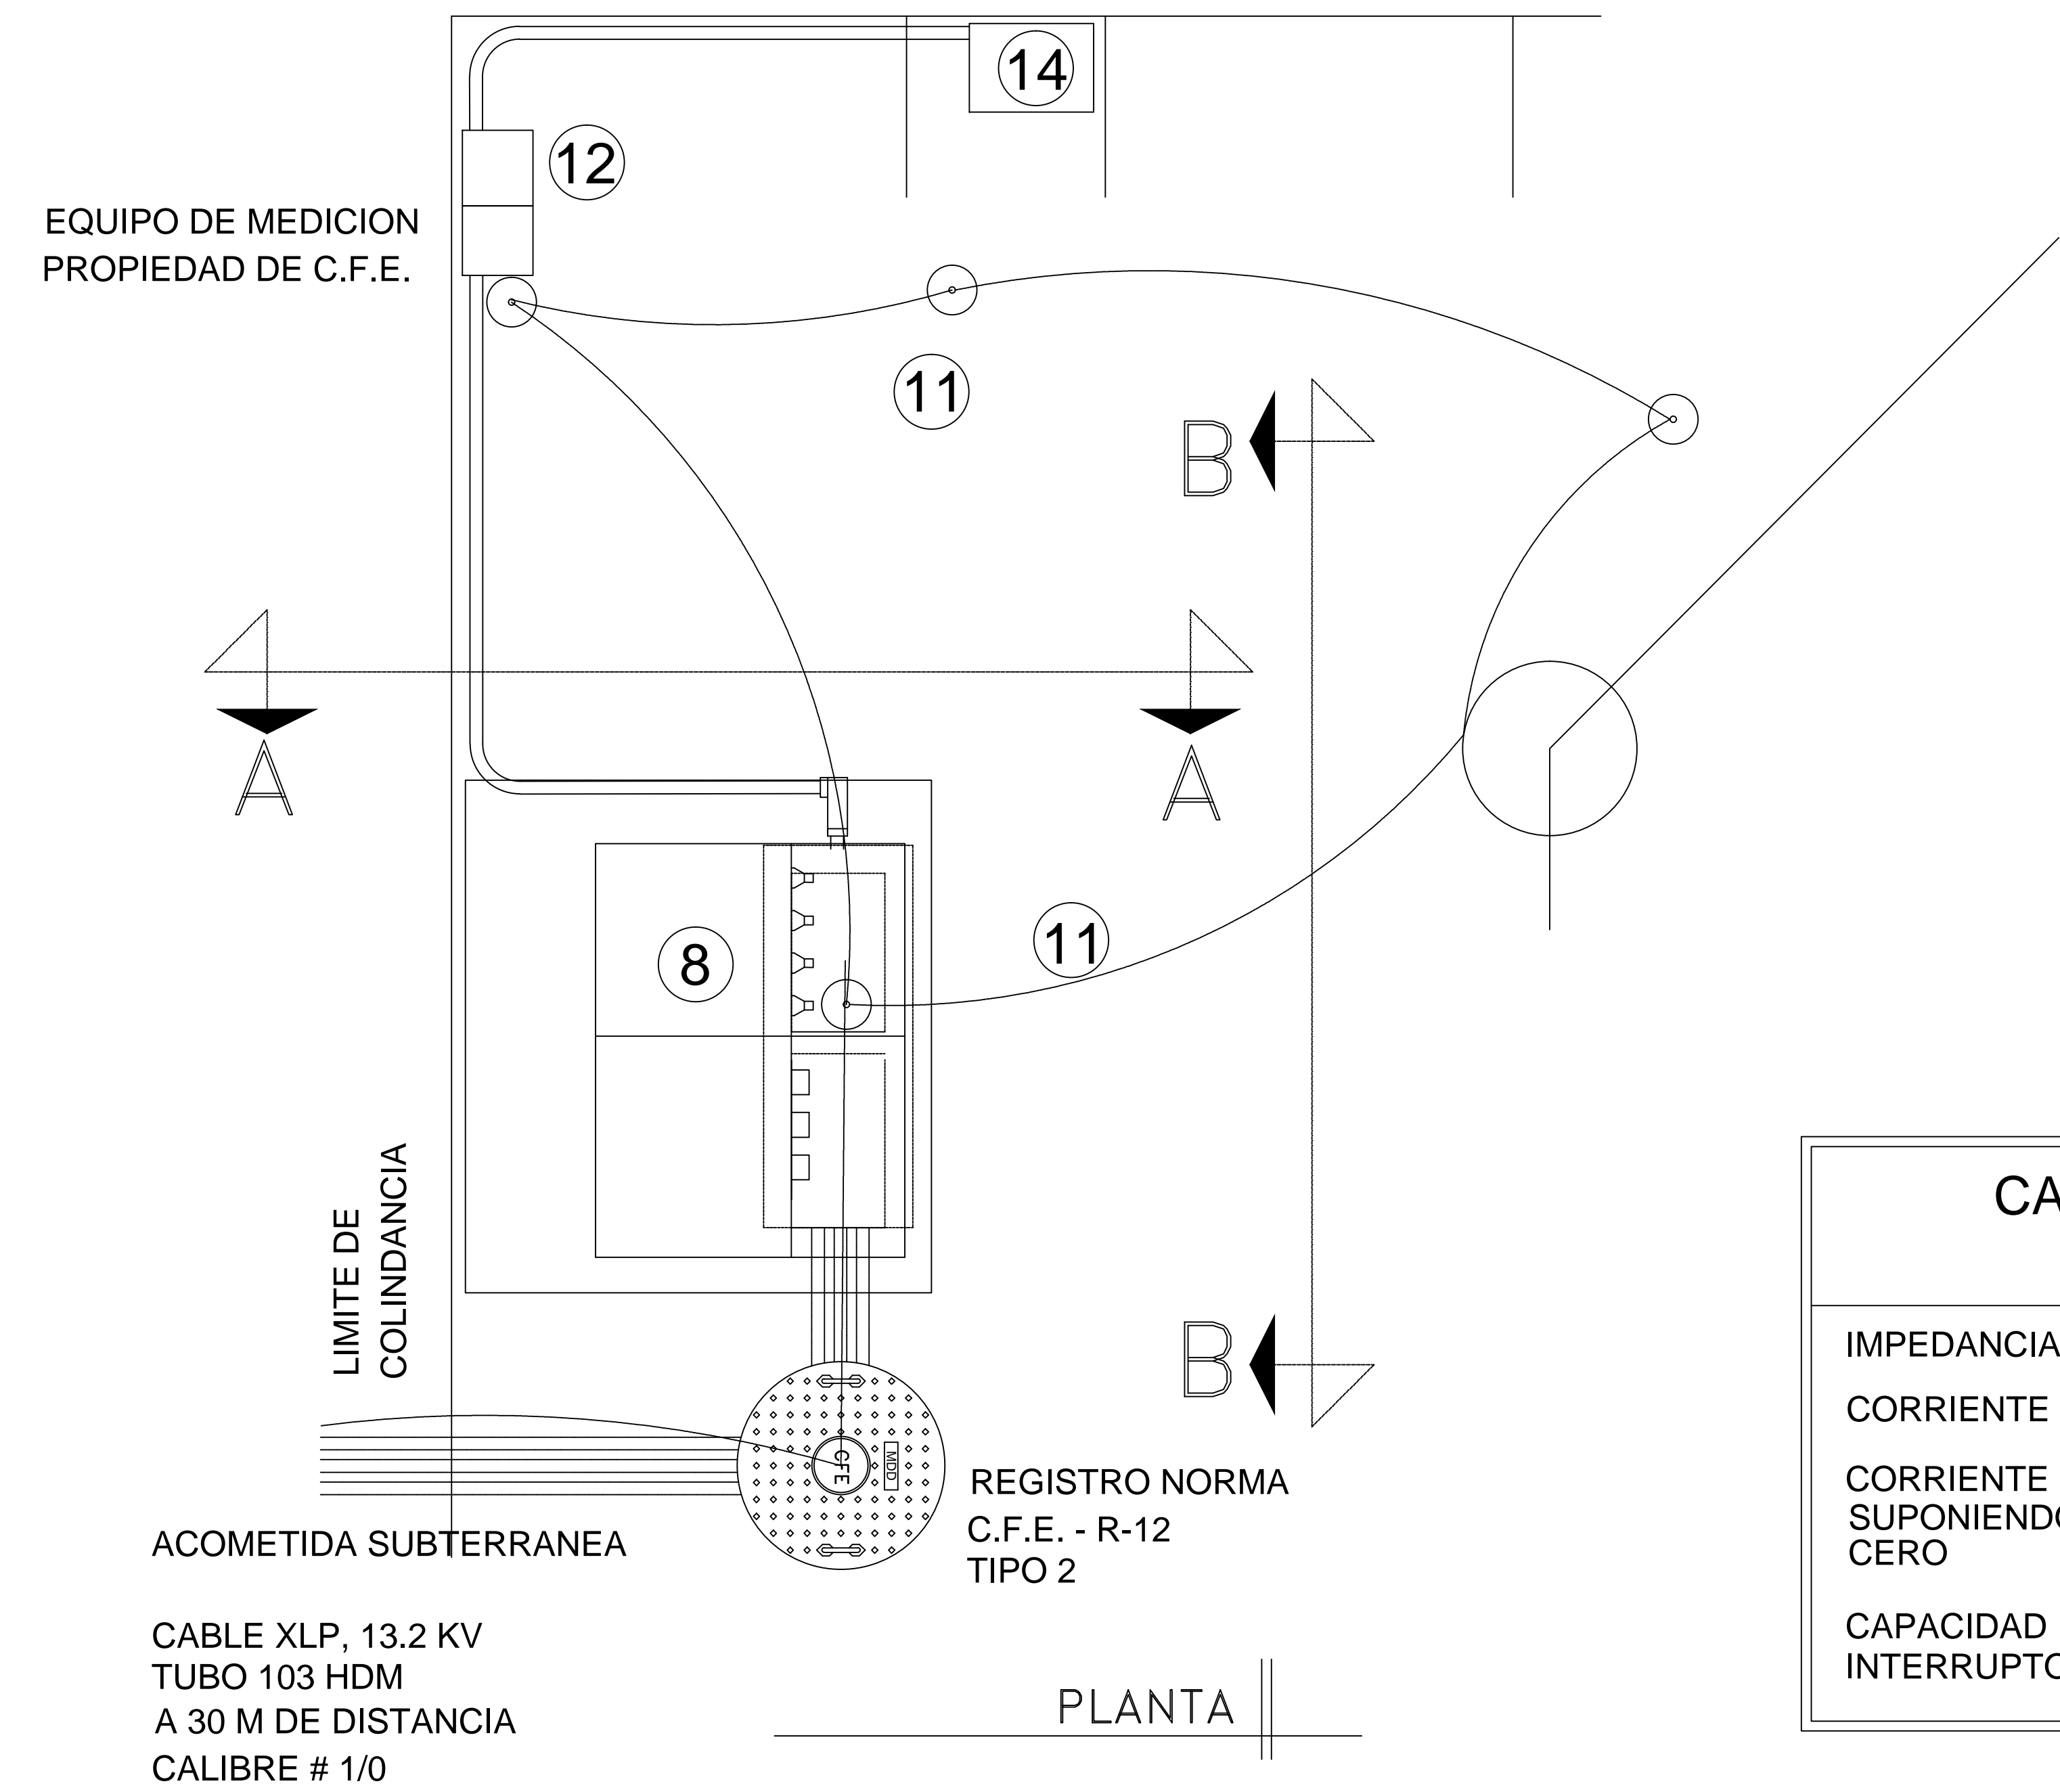 14
12
EQUIPO DE MEDICION
PROPIEDAD DE C.F.E.
11
B
A
A
11
8
LIMITE DE
COLINDANCIA
B
CFE
MDD
REGISTRO NORMA
C.F.E. - R-12
TIPO 2
ACOMETIDA SUBTERRANEA
CABLE XLP, 13.2 KV
TUBO 103 HDM
A 30 M DE DISTANCIA
CALIBRE # 1/0
PLANTA
CA
IMPEDANCIA
CORRIENTE
CORRIENTE
SUPONIENDO
CERO
CAPACIDAD
INTERRUPTO